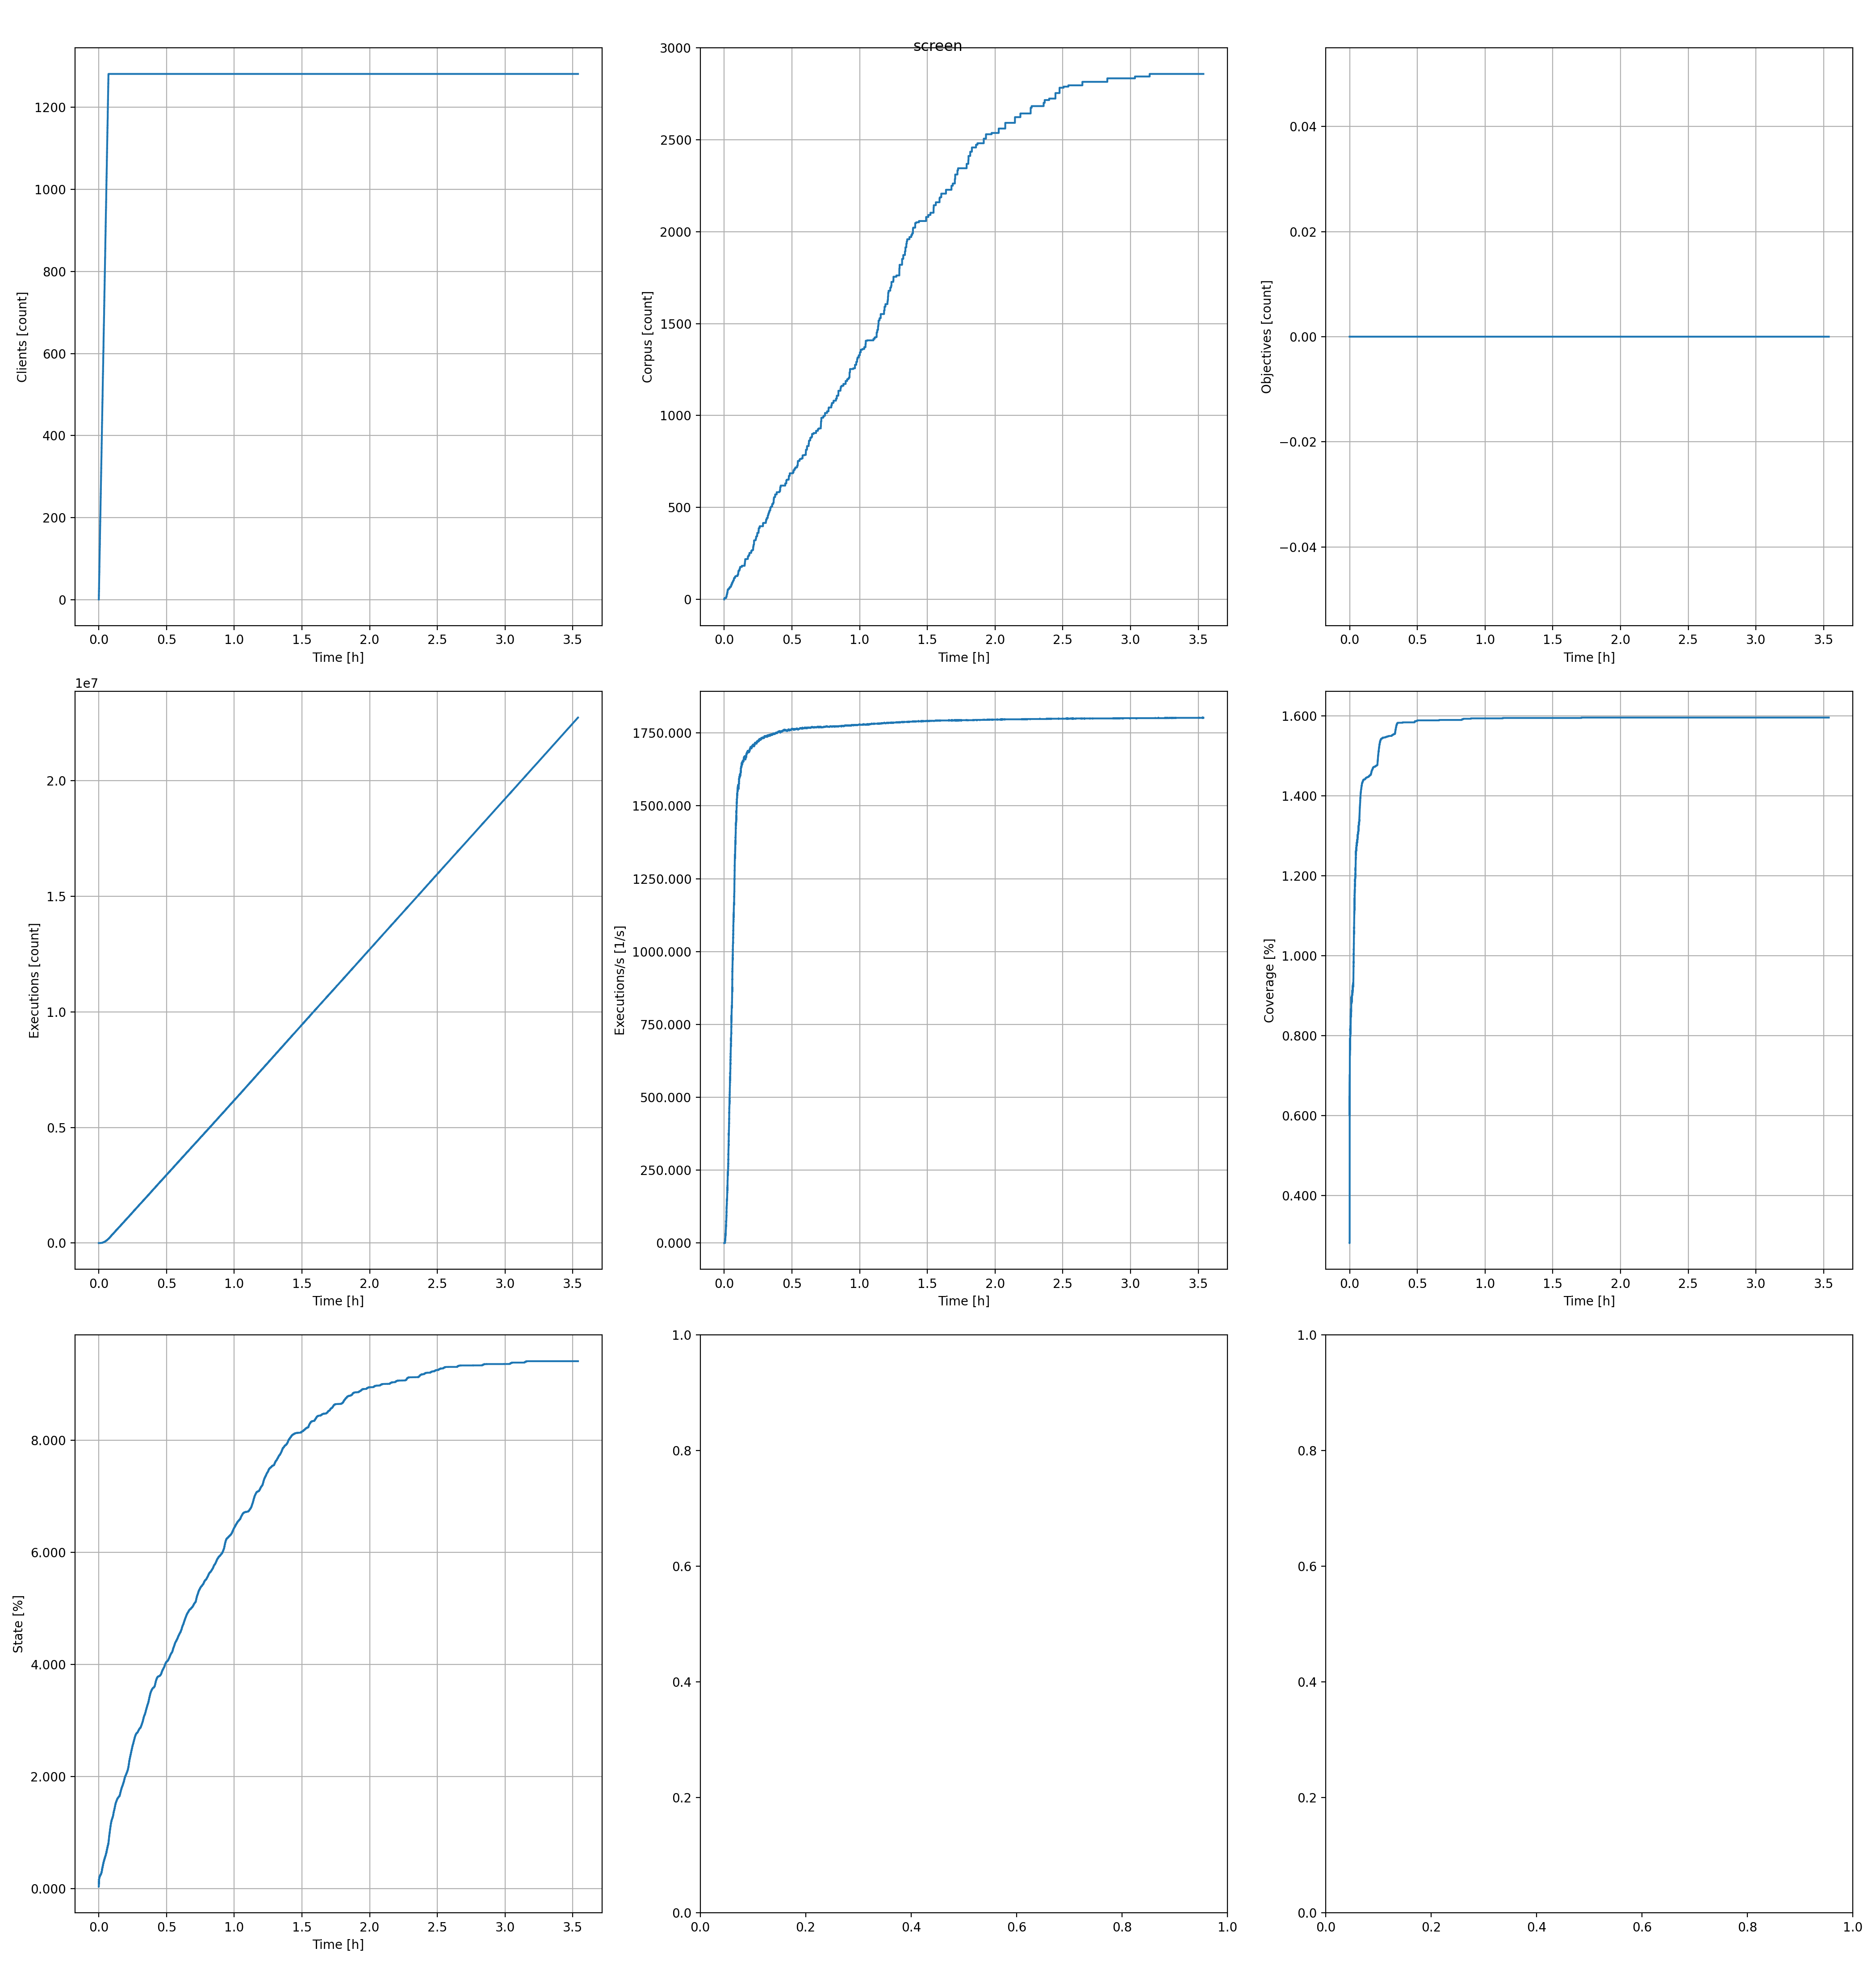 screen
Clients [count]
1200
1000
800
600
400
200
0
0.0 0.5 1.0 1.5 2.0 2.5 3.0 3.5
Time [h]
Corpus [count]
3000
2500
2000
1500
1000
500
0
0.0 0.5 1.0 1.5 2.0 2.5 3.0 3.5
Time [h]
Objectives [count]
0.04
0.02
0.00
−0.02
−0.04
0.0 0.5 1.0 1.5 2.0 2.5 3.0 3.5
Time [h]
1e7
Executions [count]
2.0
1.5
1.0
0.5
0.0
0.0 0.5 1.0 1.5 2.0 2.5 3.0 3.5
Time [h]
Executions/s [1/s]
1750.000
1500.000
1250.000
1000.000
750.000
500.000
250.000
0.000
0.0 0.5 1.0 1.5 2.0 2.5 3.0 3.5
Time [h]
Coverage [%]
1.600
1.400
1.200
1.000
0.800
0.600
0.400
0.0 0.5 1.0 1.5 2.0 2.5 3.0 3.5
Time [h]
State [%]
8.000
6.000
4.000
2.000
0.000
0.0 0.5 1.0 1.5 2.0 2.5 3.0 3.5
Time [h]
1.0
0.8
0.6
0.4
0.2
0.0
0.0 0.2 0.4 0.6 0.8 1.0
1.0
0.8
0.6
0.4
0.2
0.0
0.0 0.2 0.4 0.6 0.8 1.0